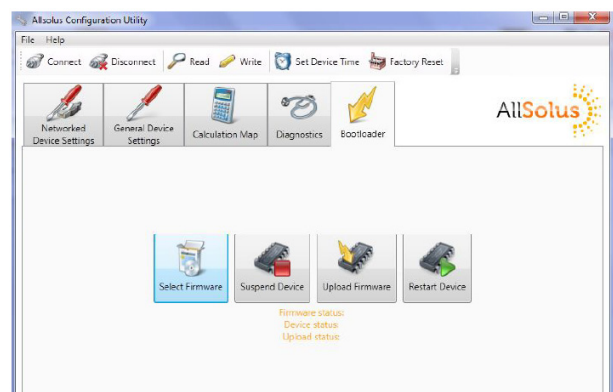 Allsolus Configuration Utility
File Help
Connect Disconnect Read Write Set Device Time Factory Reset
Networked Device Settings
General Device Settings
Calculation Map
Diagnostics
Bootloader
AllSolus
Select Firmware
Suspend Device
Upload Firmware
Restart Device
Firmware status:
Device status:
Upload status: